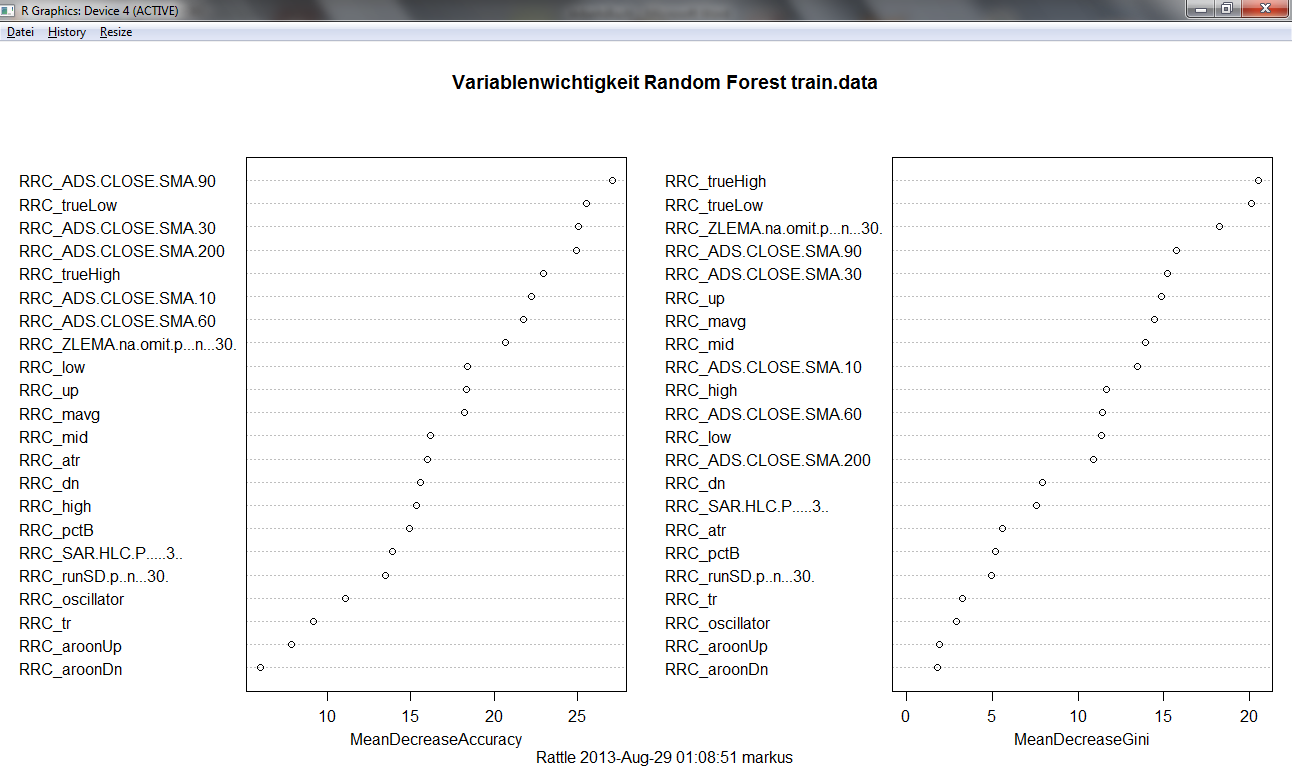 R Graphics: Device 4 (ACTIVE)
Datei History Resize
Variablenwichtigkeit Random Forest train.data
RRC_ADS.CLOSE.SMA.90
RRC_trueLow
RRC_ADS.CLOSE.SMA.30
RRC_ADS.CLOSE.SMA.200
RRC_trueHigh
RRC_ADS.CLOSE.SMA.10
RRC_ADS.CLOSE.SMA.60
RRC_ZLEMA.na.omit.p...n...30.
RRC_low
RRC_up
RRC_mavg
RRC_mid
RRC_atr
RRC_dn
RRC_high
RRC_pctB
RRC_SAR.HLC.P.....3..
RRC_runSD.p..n...30.
RRC_oscillator
RRC_tr
RRC_aroonUp
RRC_aroonDn
10 15 20 25
MeanDecreaseAccuracy
RRC_trueHigh
RRC_trueLow
RRC_ZLEMA.na.omit.p...n...30.
RRC_ADS.CLOSE.SMA.90
RRC_ADS.CLOSE.SMA.30
RRC_up
RRC_mavg
RRC_mid
RRC_ADS.CLOSE.SMA.10
RRC_high
RRC_ADS.CLOSE.SMA.60
RRC_low
RRC_ADS.CLOSE.SMA.200
RRC_dn
RRC_SAR.HLC.P.....3..
RRC_atr
RRC_pctB
RRC_runSD.p..n...30.
RRC_tr
RRC_oscillator
RRC_aroonUp
RRC_aroonDn
0 5 10 15 20
MeanDecreaseGini
Rattle 2013-Aug-29 01:08:51 markus